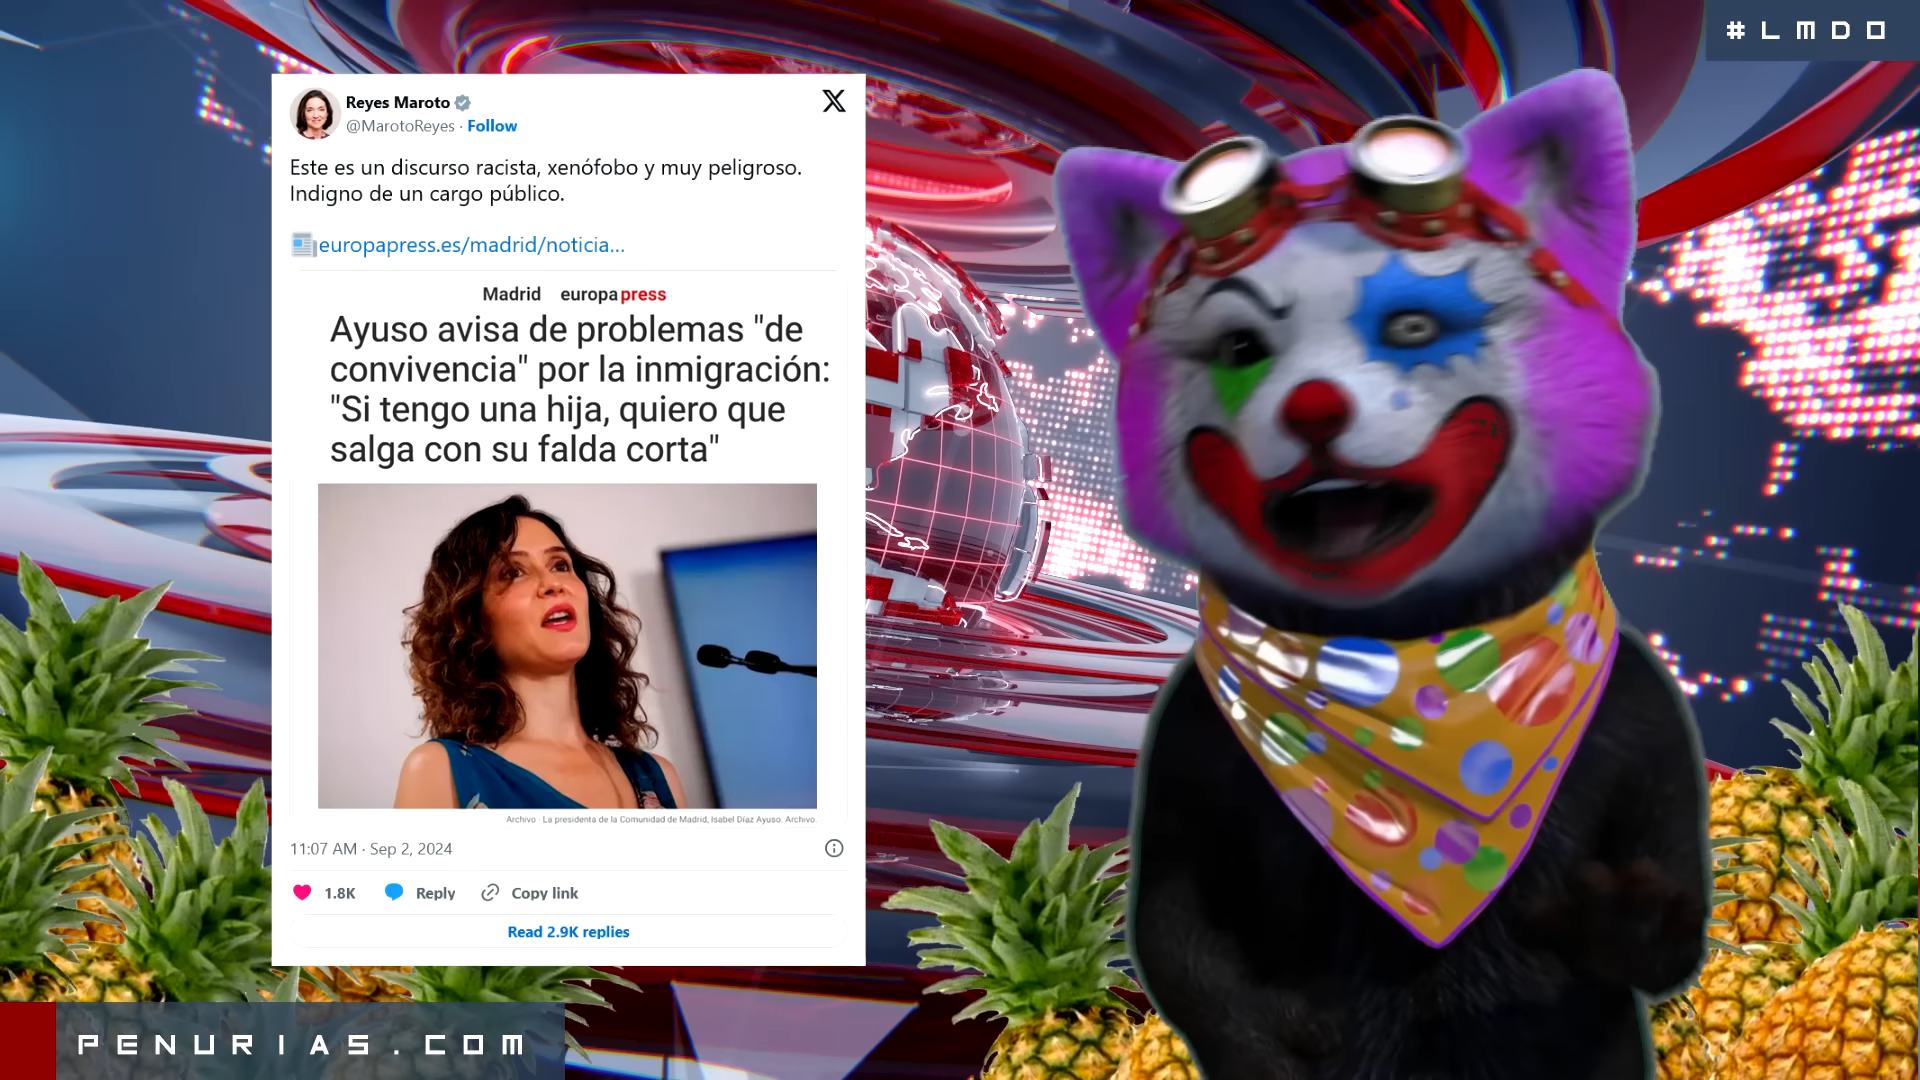 #LMDO
Reyes Maroto
@MarotoReyes · Follow
Este es un discurso racista, xenófobo y muy peligroso.
Indigno de un cargo público.
europapress.es/madrid/noticia...
Madrid europapress
Ayuso avisa de problemas "de
convivencia" por la inmigración:
"Si tengo una hija, quiero que
salga con su falda corta"
Archivo - La presidenta de la Comunidad de Madrid, Isabel Díaz Ayuso. Archivo.
11:07 AM · Sep 2, 2024
1.8K Reply Copy link
Read 2.9K replies
PENURIAS.COM